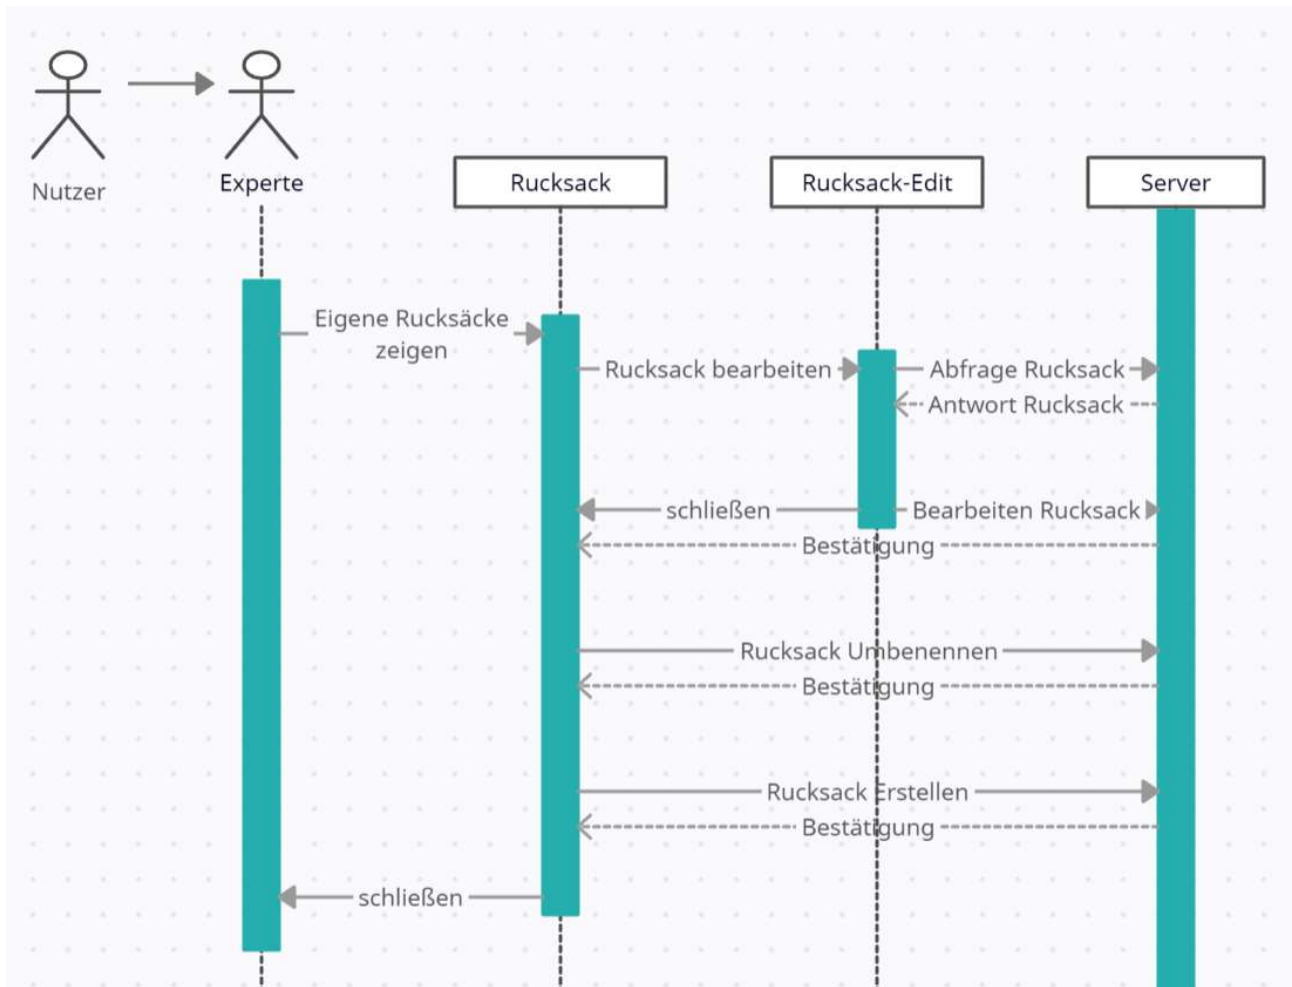 Nutzer
Experte
Rucksack
Rucksack-Edit
Server
Eigene Rucksäcke
zeigen
Rucksack bearbeiten
Abfrage Rucksack
Antwort Rucksack
schließen
Bearbeiten Rucksack
Bestätigung
Rucksack Umbenennen
Bestätigung
Rucksack Erstellen
Bestätigung
schließen